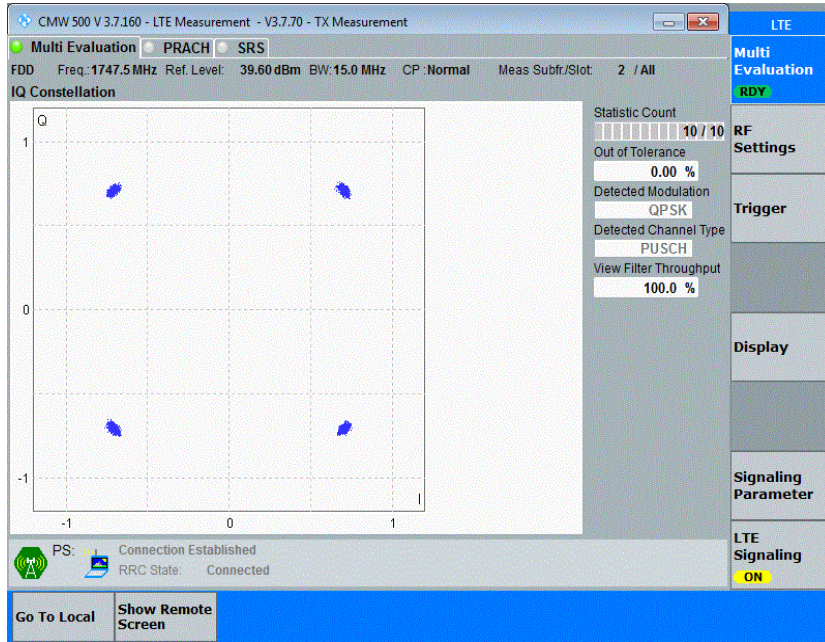 CMW 500 V 3.7.160 - LTE Measurement - V3.7.70 - TX Measurement
LTE
Multi Evaluation PRACH SRS
FDD Freq.: 1747.5 MHz Ref. Level: 39.60 dBm BW: 15.0 MHz CP : Normal Meas Subfr./Slot: 2 / All
IQ Constellation
Q
1
0
-1
I
-1 0 1
Statistic Count
10 / 10
Out of Tolerance
0.00 %
Detected Modulation
QPSK
Detected Channel Type
PUSCH
View Filter Throughput
100.0 %
Multi
Evaluation
RDY
RF
Settings
Trigger
Display
Signaling
Parameter
LTE
Signaling
ON
PS: Connection Established
RRC State: Connected
Go To Local
Show Remote
Screen